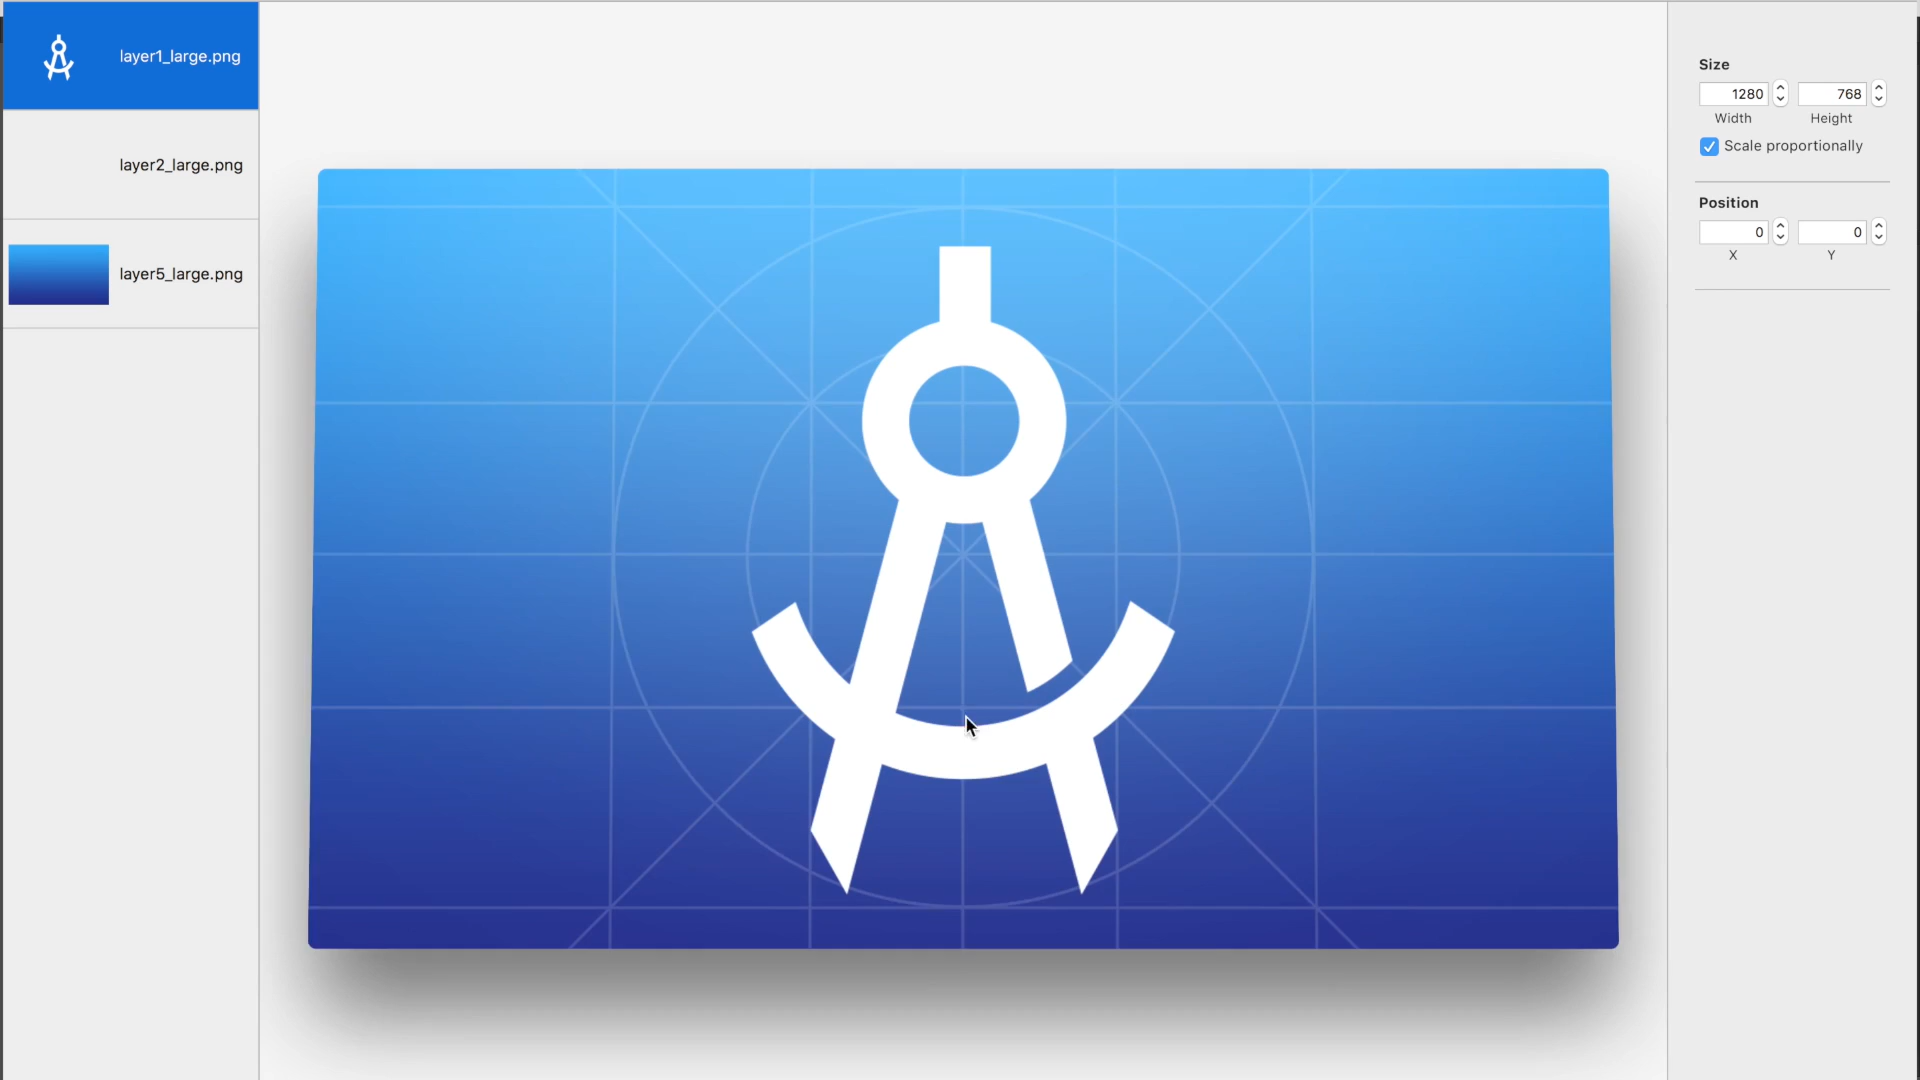 layer1_large.png
layer2_large.png
layer5_large.png
Size
1280 768
Width Height
Scale proportionally
Position
0 0
X Y